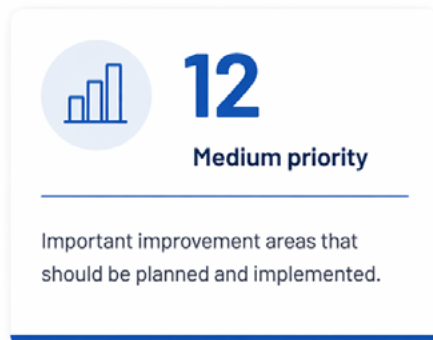 12
Medium priority
Important improvement areas that
should be planned and implemented.